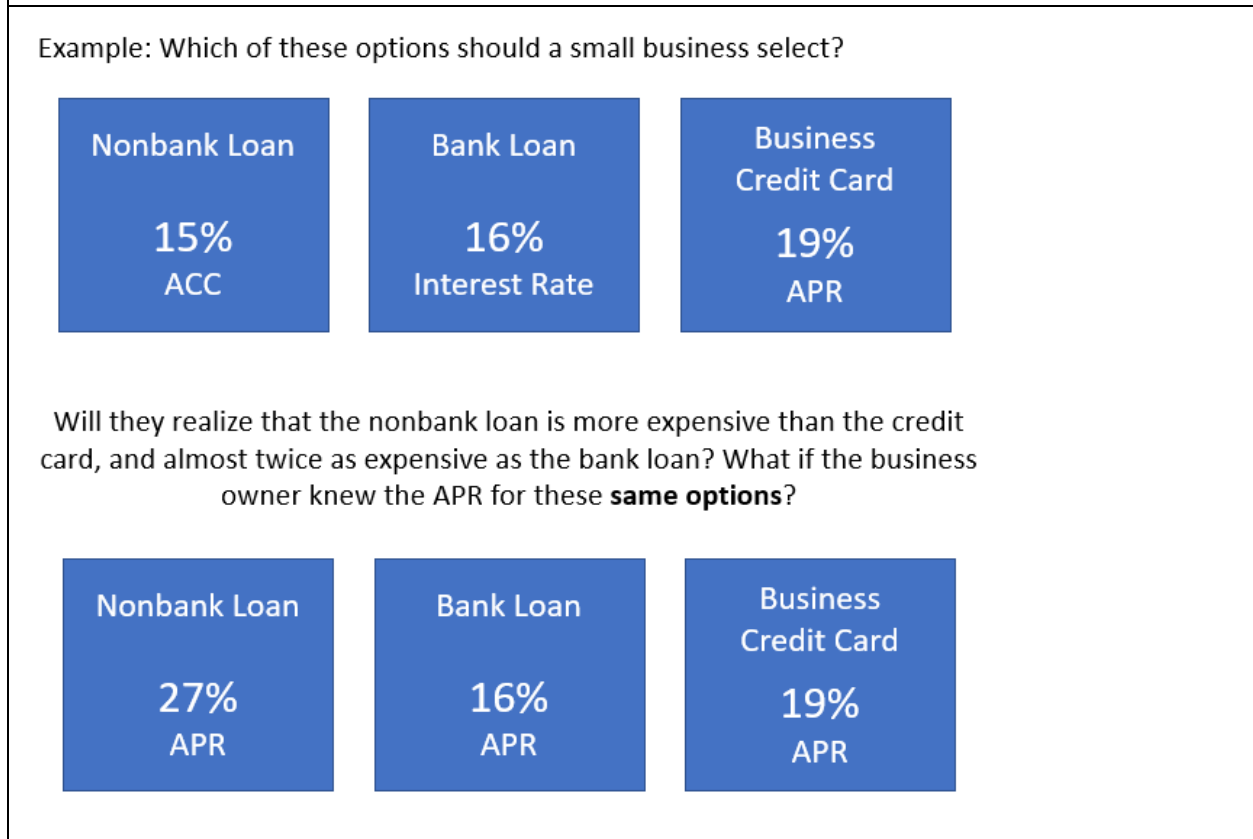 Example: Which of these options should a small business select?
Nonbank Loan
15%
ACC
Bank Loan
16%
Interest Rate
Business
Credit Card
19%
APR
Will they realize that the nonbank loan is more expensive than the credit
card, and almost twice as expensive as the bank loan? What if the business
owner knew the APR for these same options?
Nonbank Loan
27%
APR
Bank Loan
16%
APR
Business
Credit Card
19%
APR